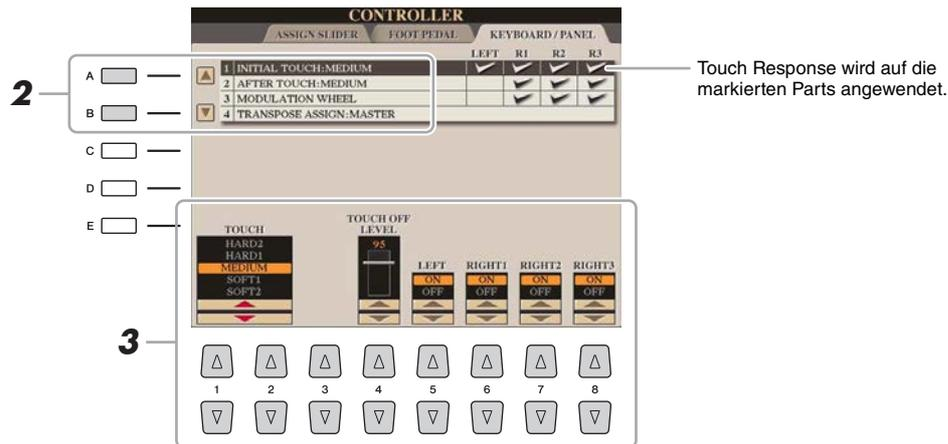 CONTROLLER
ASSIGN SLIDER FOOT PEDAL KEYBOARD / PANEL
LEFT R1 R2 R3
1 INITIAL TOUCH:MEDIUM
2 AFTER TOUCH:MEDIUM
3 MODULATION WHEEL
4 TRANSPOSE ASSIGN:MASTER
Touch Response wird auf die
markierten Parts angewendet.
2
A
B
C
D
E
TOUCH
HARD2
HARD1
MEDIUM
SOFT1
SOFT2
TOUCH OFF
LEVEL
95
LEFT RIGHT1 RIGHT2 RIGHT3
ON ON ON ON
OFF OFF OFF OFF
3
1 2 3 4 5 6 7 8